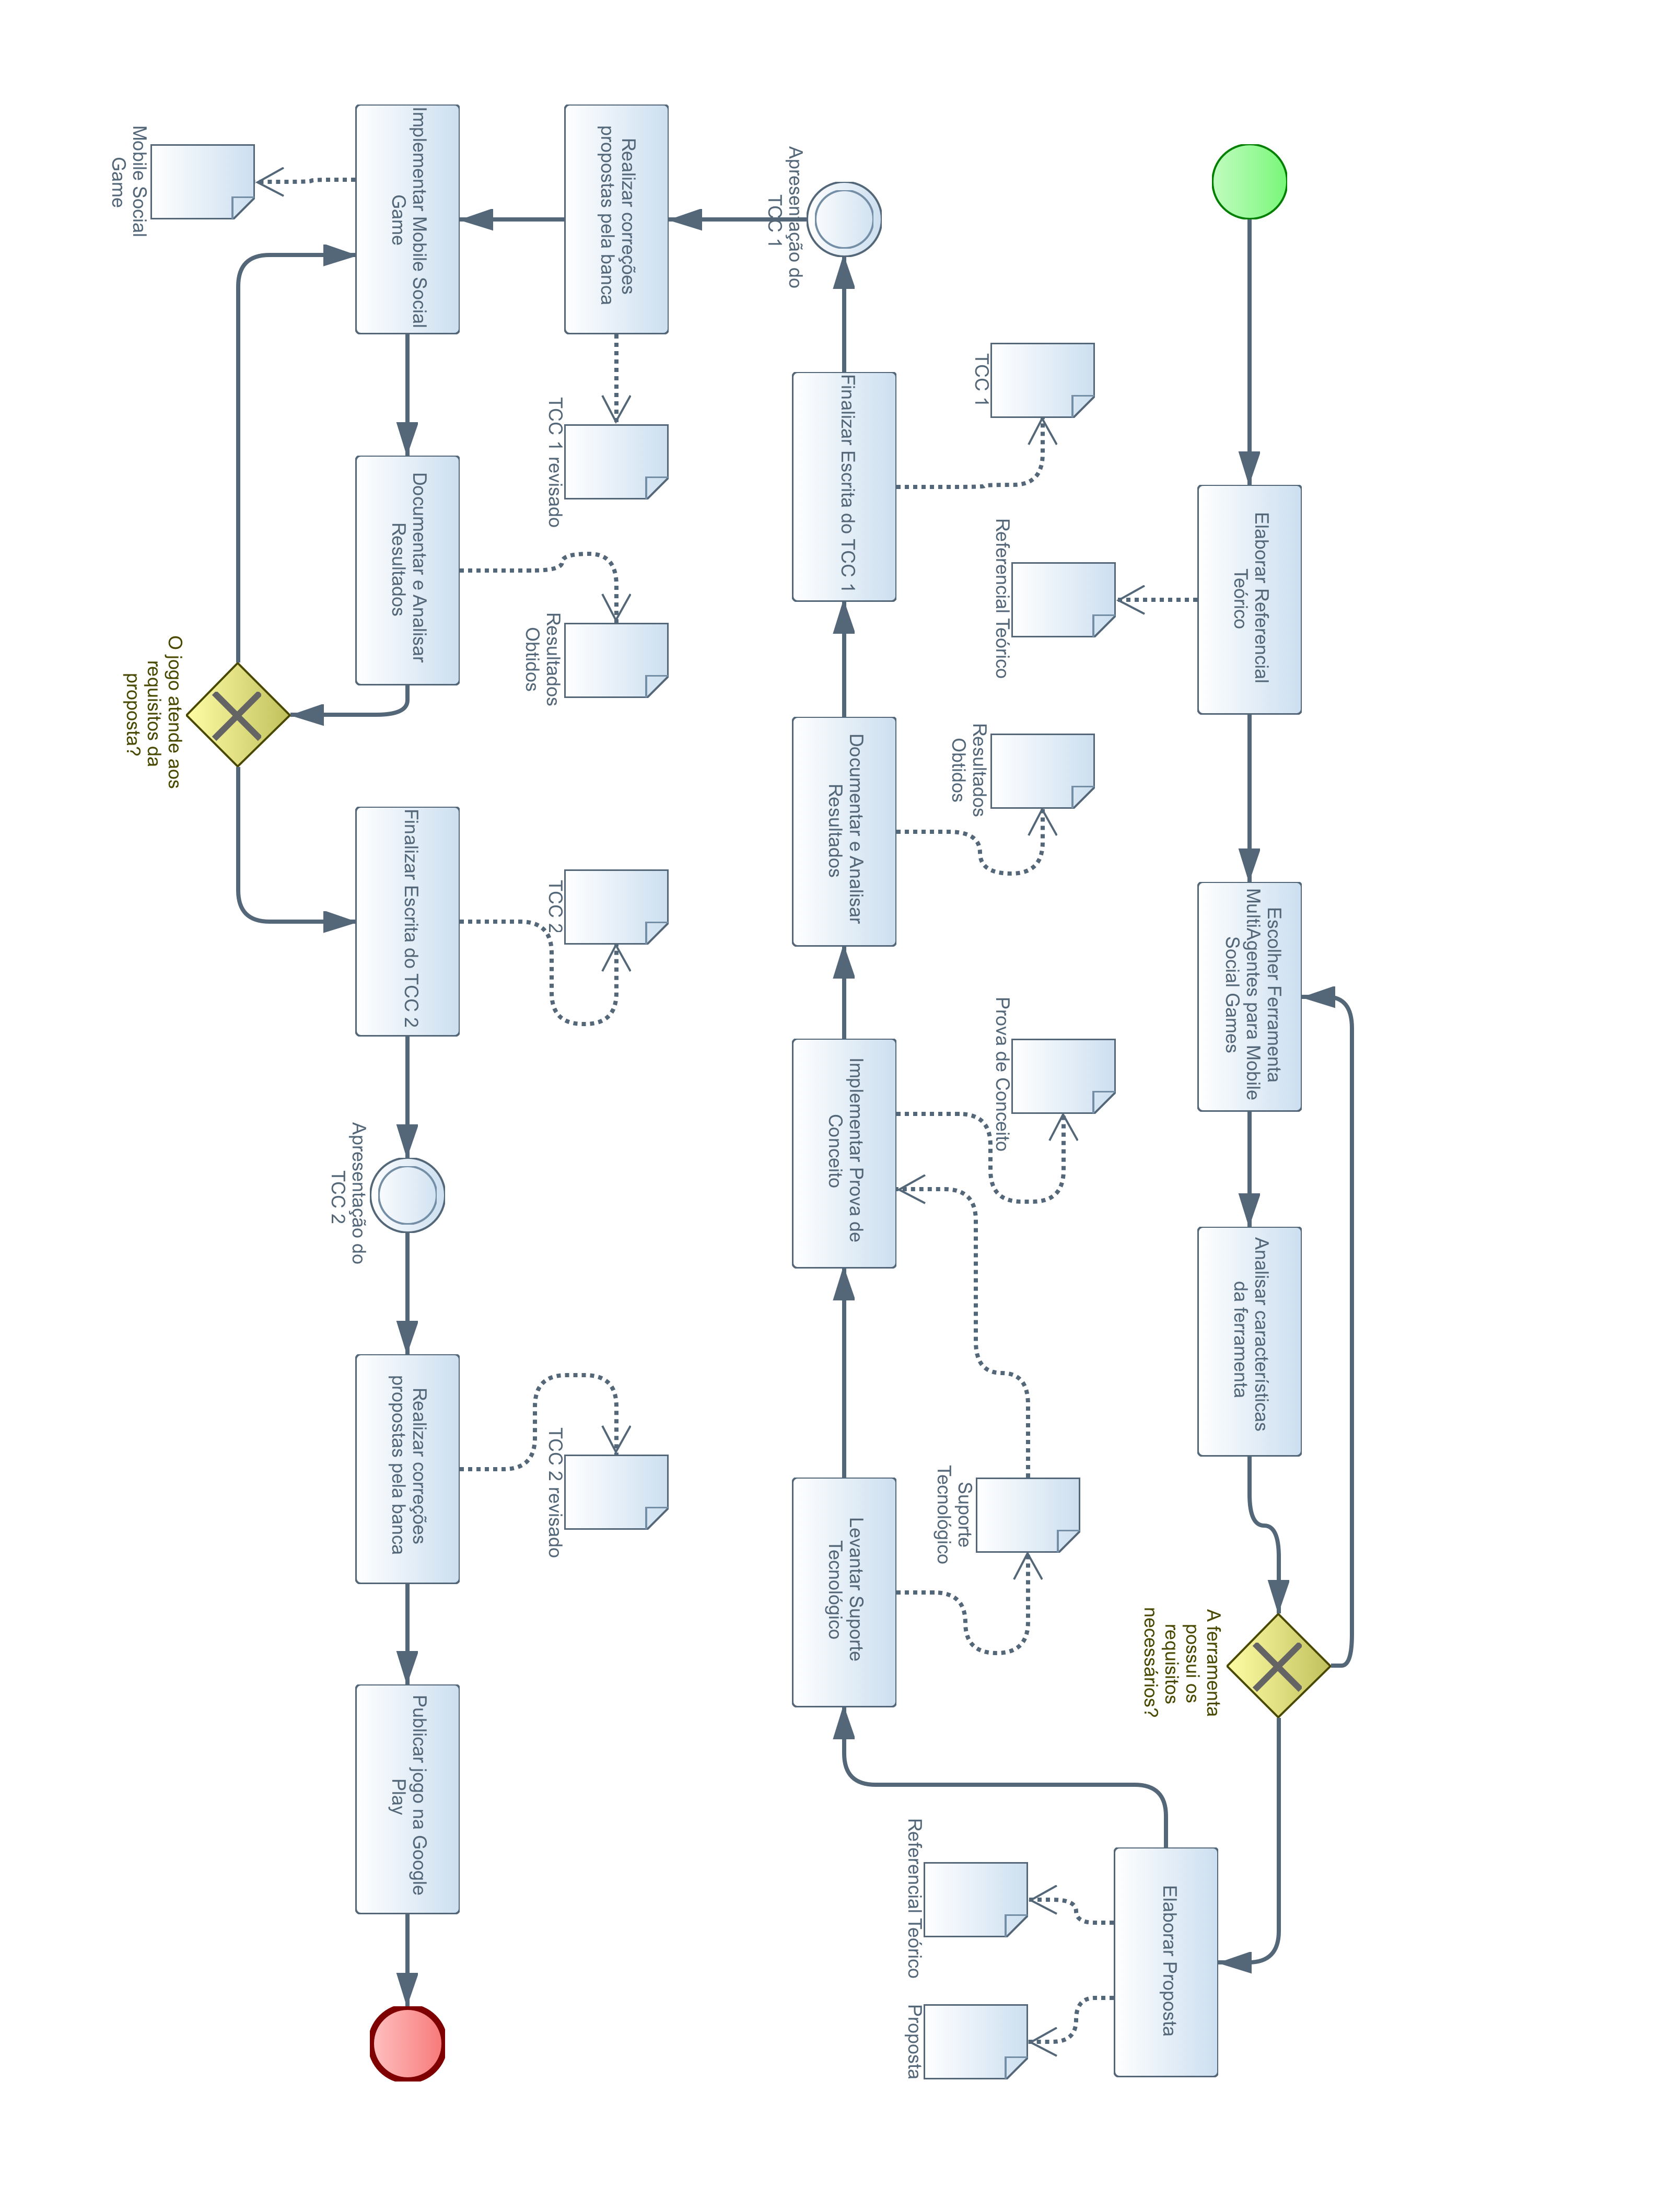 Elaborar Referencial
Teórico
Referencial Teórico
Escolher Ferramenta
MultiAgentes para Mobile
Social Games
Analisar características
da ferramenta
A ferramenta
possui os
requisitos
necessários?
Elaborar Proposta
Referencial Teórico
Proposta
Levantar Suporte
Tecnológico
Suporte
Tecnológico
Implementar Prova de
Conceito
Prova de Conceito
Documentar e Analisar
Resultados
Resultados
Obtidos
Finalizar Escrita do TCC 1
TCC 1
Apresentação do
TCC 1
Realizar correções
propostas pela banca
TCC 1 revisado
Implementar Mobile Social
Game
Mobile Social
Game
Documentar e Analisar
Resultados
Resultados
Obtidos
O jogo atende aos
requisitos da
proposta?
Finalizar Escrita do TCC 2
TCC 2
Apresentação do
TCC 2
Realizar correções
propostas pela banca
TCC 2 revisado
Publicar jogo na Google
Play